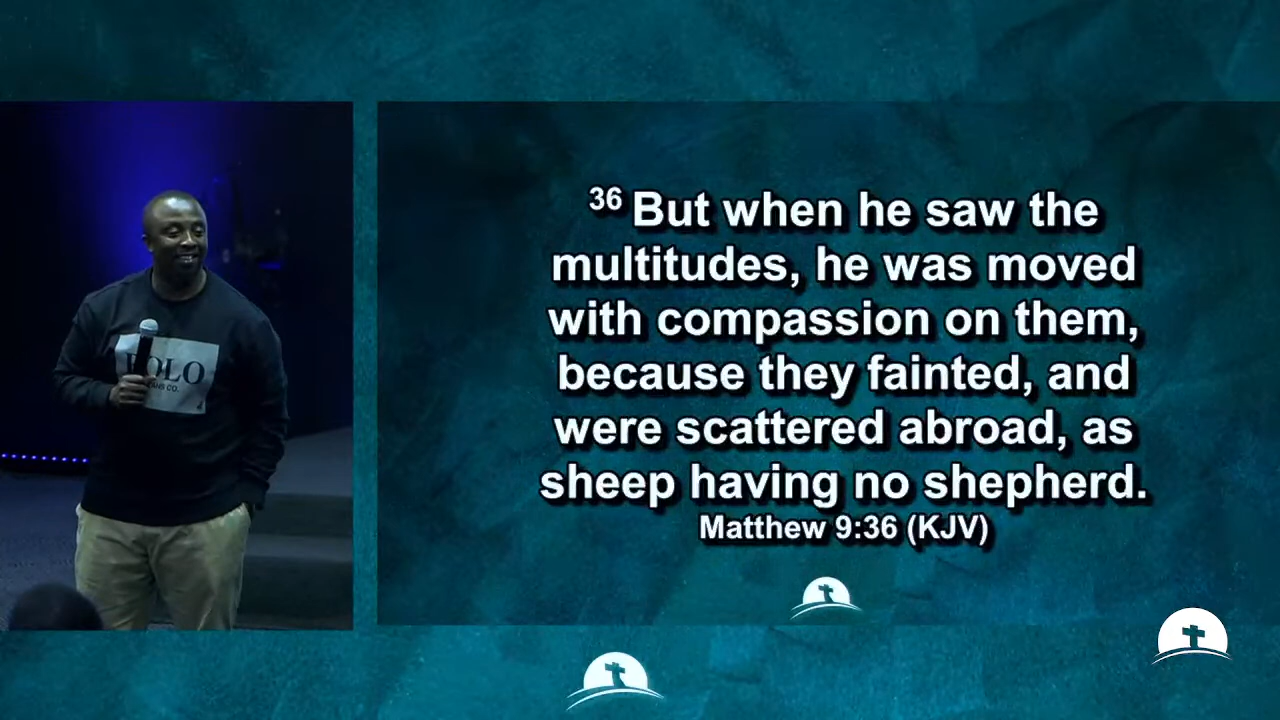 POLO
36 But when he saw the
multitudes, he was moved
with compassion on them,
because they fainted, and
were scattered abroad, as
sheep having no shepherd.
Matthew 9:36 (KJV)